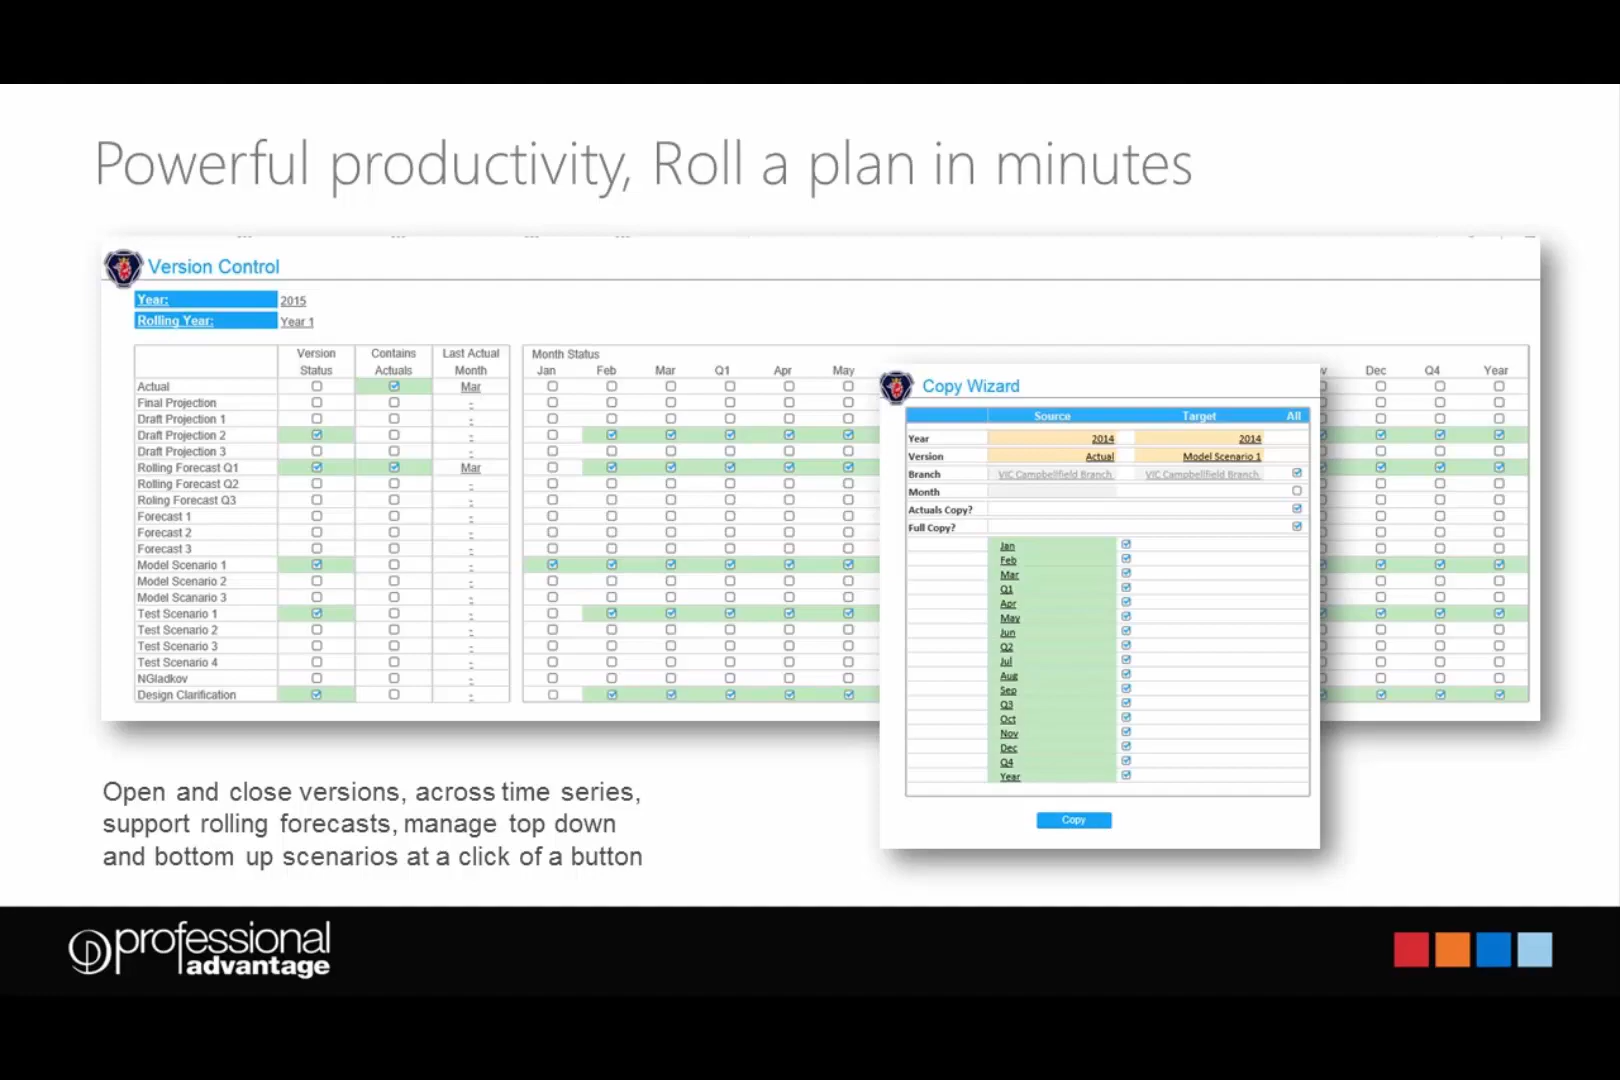 Powerful productivity, Roll a plan in minutes
Version Control
Year: 2015
Rolling Year: Year 1
Version Status Contains Actuals Last Actual Month
Month Status
Jan Feb Mar Q1 Apr May Dec Q4 Year
Actual Mar
Final Projection -
Draft Projection 1 -
Draft Projection 2 -
Draft Projection 3 -
Rolling Forecast Q1 Mar
Rolling Forecast Q2 -
Roling Forecast Q3 -
Forecast 1 -
Forecast 2 -
Forecast 3 -
Model Scenario 1 -
Model Scenario 2 -
Model Scenario 3 -
Test Scenario 1 -
Test Scenario 2 -
Test Scenario 3 -
Test Scenario 4 -
NGladkov -
Design Clarification -
Copy Wizard
Source Target All
Year 2014 2014
Version Actual Model Scenario 1
Branch VIC Campbellfield Branch VIC Campbellfield Branch
Month
Actuals Copy?
Full Copy?
Jan
Feb
Mar
Q1
Apr
May
Jun
Q2
Jul
Aug
Sep
Q3
Oct
Nov
Dec
Q4
Year
Copy
Open and close versions, across time series,
support rolling forecasts, manage top down
and bottom up scenarios at a click of a button
professional
advantage